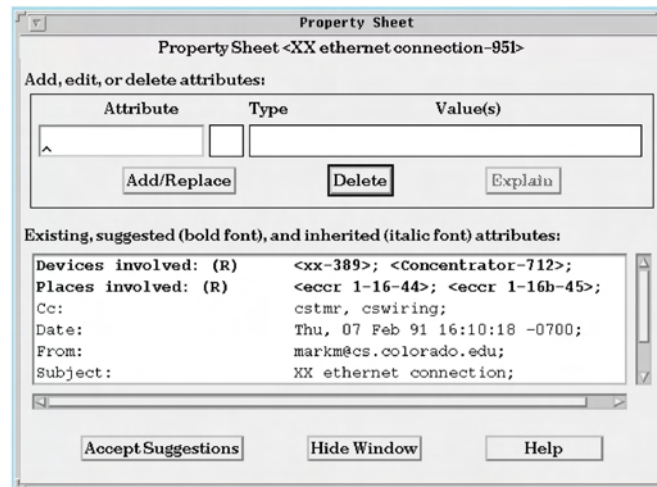 Property Sheet
Property Sheet <XX ethernet connection-951>
Add, edit, or delete attributes:
Attribute Type Value(s)
^
Add/Replace Delete Explain
Existing, suggested (bold font), and inherited (italic font) attributes:
Devices involved: (R) <xx-389>; <Concentrator-712>;
Places involved: (R) <eccr 1-16-44>; <eccr 1-16b-45>;
Cc: cstmr, cswiring;
Date: Thu, 07 Feb 91 16:10:18 -0700;
From: markm@cs.colorado.edu;
Subject: XX ethernet connection;
Accept Suggestions Hide Window Help